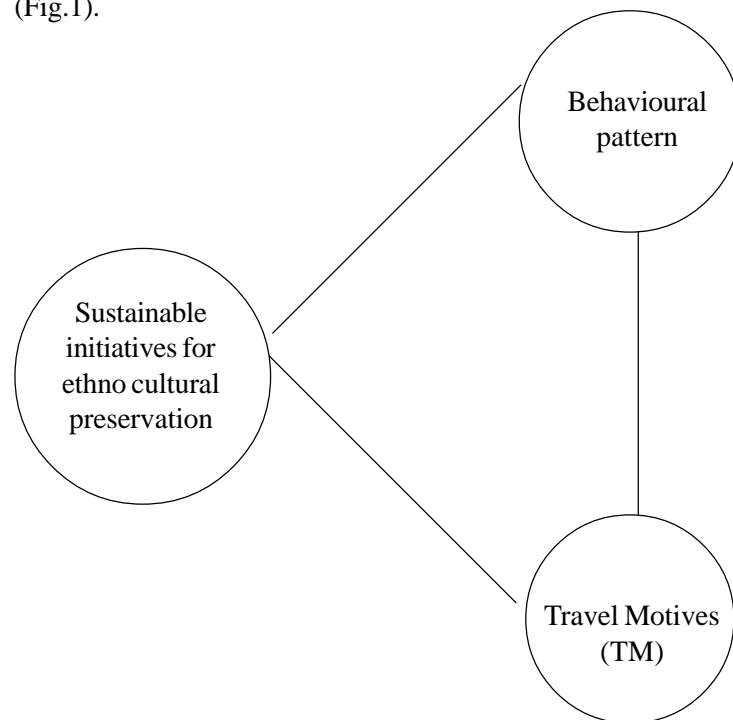 (Fig.1).
Behavioural
pattern
Sustainable
initiatives for
ethno cultural
preservation
Travel Motives
(TM)